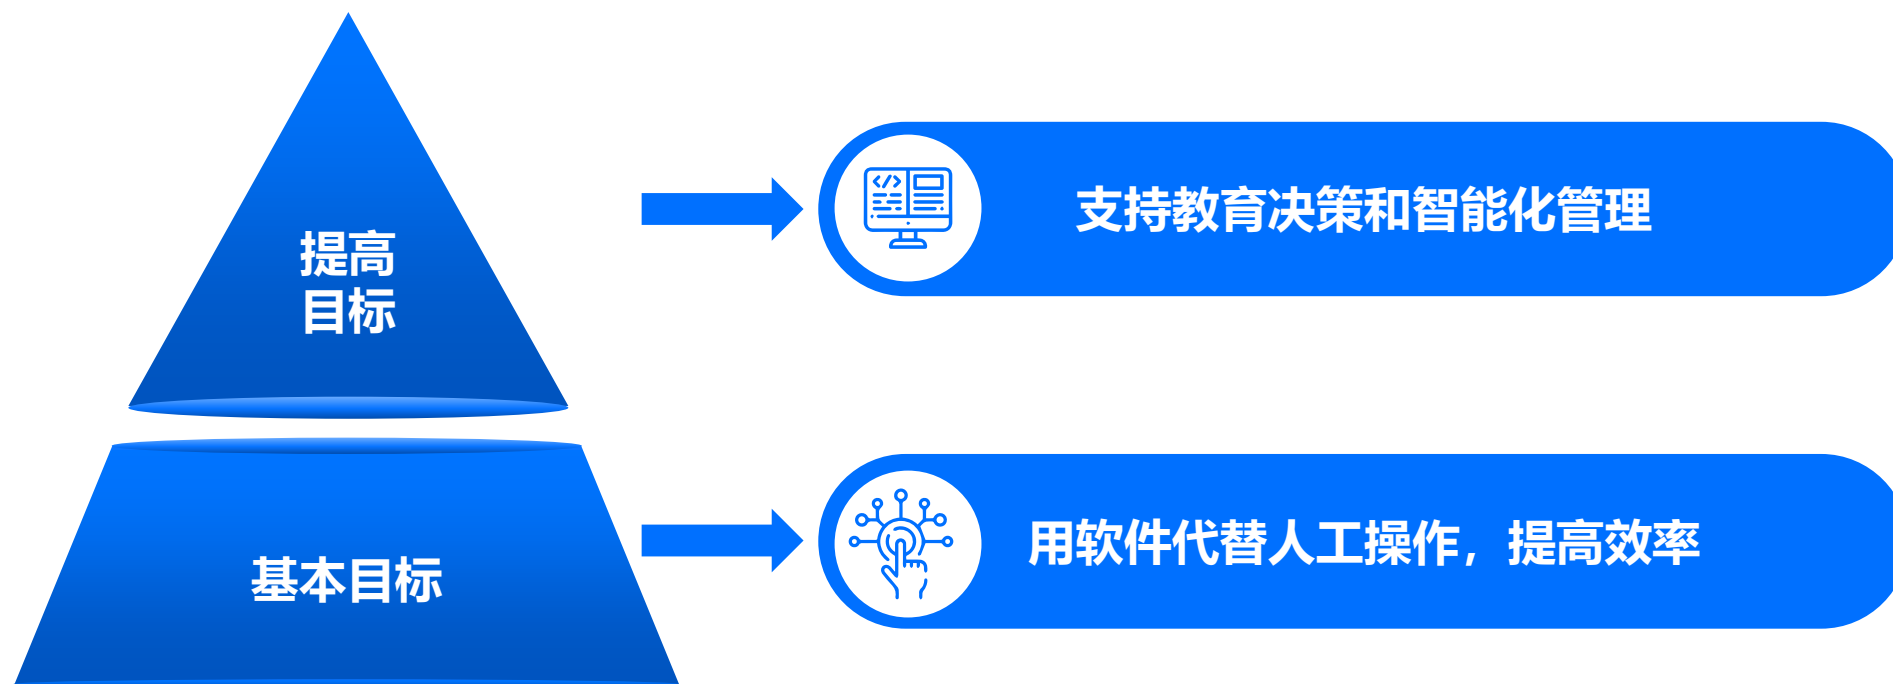 提高
目标
支持教育决策和智能化管理
基本目标
用软件代替人工操作，提高效率